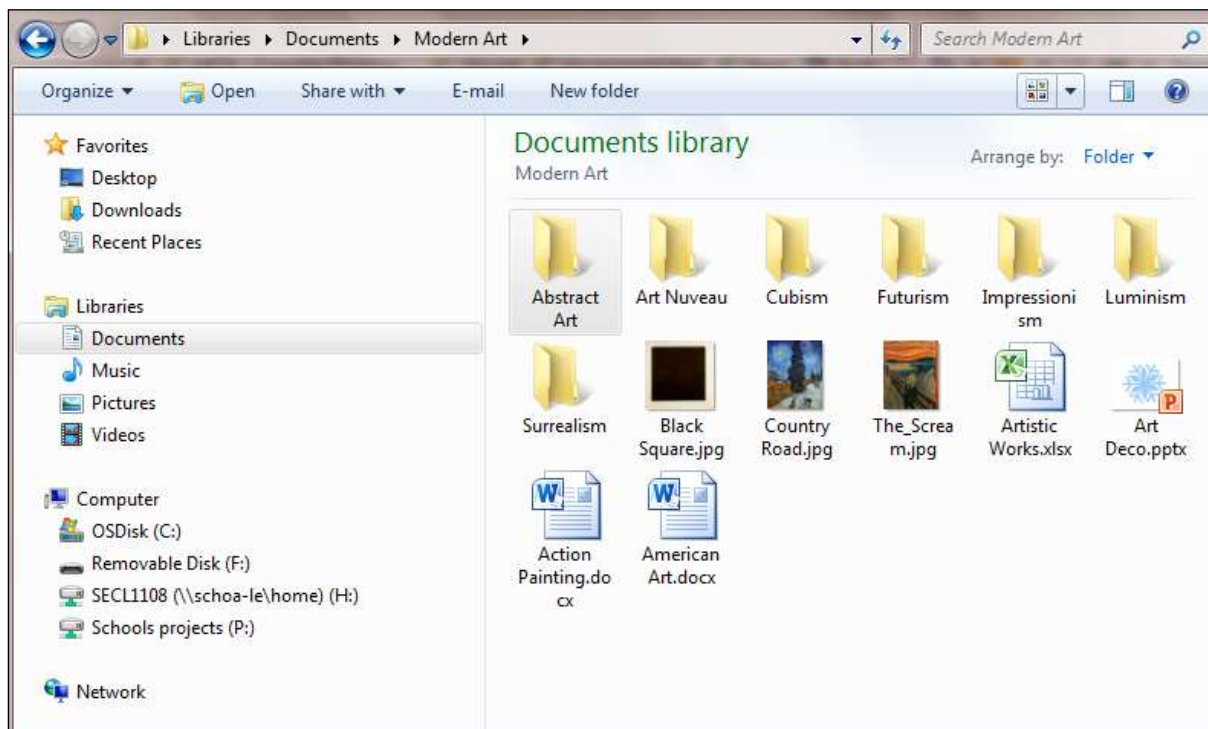 Libraries Documents Modern Art Search Modern Art
Organize Open Share with E-mail New folder
Favorites
Desktop
Downloads
Recent Places
Libraries
Documents
Music
Pictures
Videos
Computer
OSDisk (C:)
Removable Disk (F:)
SECL1108 (\\schoa-le\home) (H:)
Schools projects (P:)
Network
Documents library
Modern Art
Arrange by: Folder
Abstract
Art
Art Nuveau
Cubism
Futurism
Impressioni
sm
Luminism
Surrealism
Black
Square.jpg
Country
Road.jpg
The_Screa
m.jpg
Artistic
Works.xlsx
Art
Deco.pptx
Action
Painting.do
cx
American
Art.docx